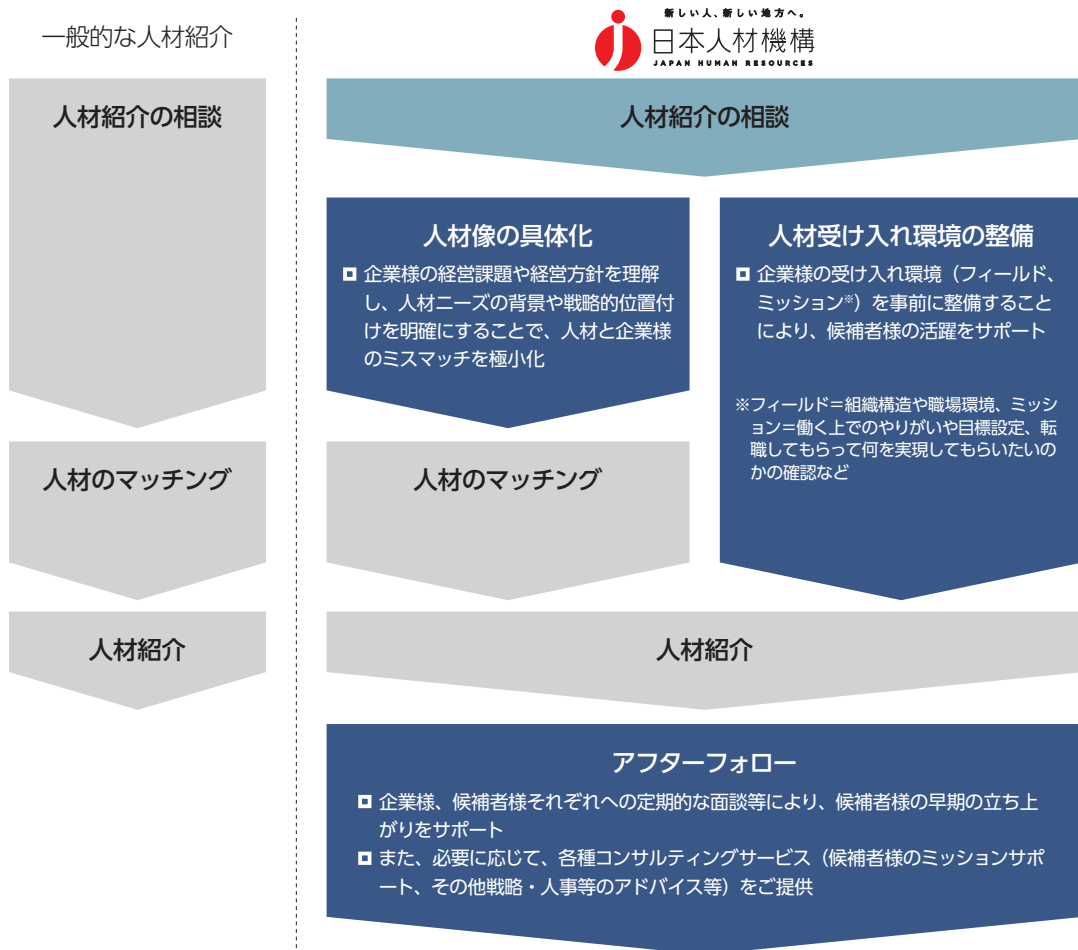 一般的な人材紹介
人材紹介の相談
人材のマッチング
人材紹介
新しい人、新しい地方へ。
日本人材機構
JAPAN HUMAN RESOURCES
人材紹介の相談
人材像の具体化
企業様の経営課題や経営方針を理解
し、人材ニーズの背景や戦略的位置付
けを明確にすることで、人材と企業様
のミスマッチを極小化
人材のマッチング
人材受け入れ環境の整備
企業様の受け入れ環境（フィールド、
ミッション※）を事前に整備すること
により、候補者様の活躍をサポート
※フィールド＝組織構造や職場環境、ミッシ
ョン＝働く上でのやりがいや目標設定、転
職してもらって何を実現してもらいたいの
かの確認など
人材紹介
アフターフォロー
企業様、候補者様それぞれへの定期的な面談等により、候補者様の早期の立ち上
がりをサポート
また、必要に応じて、各種コンサルティングサービス（候補者様のミッションサポ
ート、その他戦略・人事等のアドバイス等）をご提供